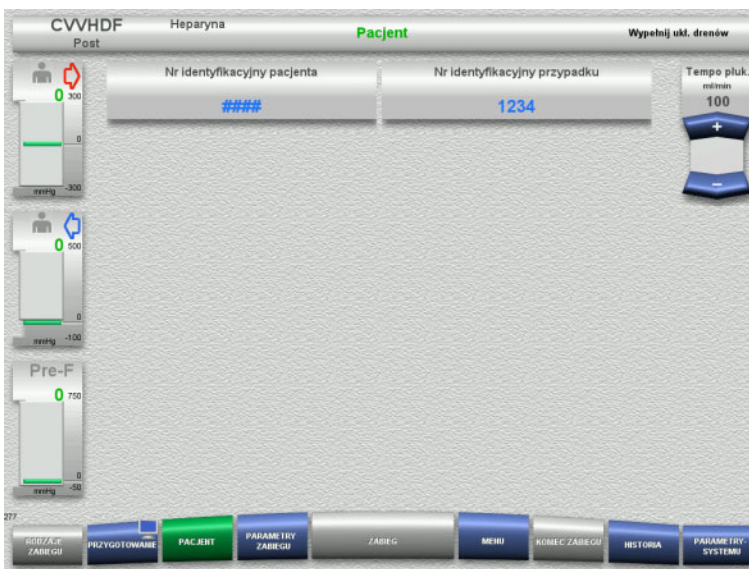 CVVHDF
Post
Heparyna
Pacjent
Wypełnij ukł. drenów
Nr identyfikacyjny pacjenta
####
Nr identyfikacyjny przypadku
1234
Tempo płuk.
ml/min
100
+
–
0
300
0
-300
mmHg
0
500
0
-100
mmHg
Pre-F
0
750
0
-50
mmHg
277
RODZAJE ZABIEGU
PRZYGOTOWANIE
PACJENT
PARAMETRY ZABIEGU
ZABIEG
MENU
KONIEC ZABIEGU
HISTORIA
PARAMETRY-SYSTEMU